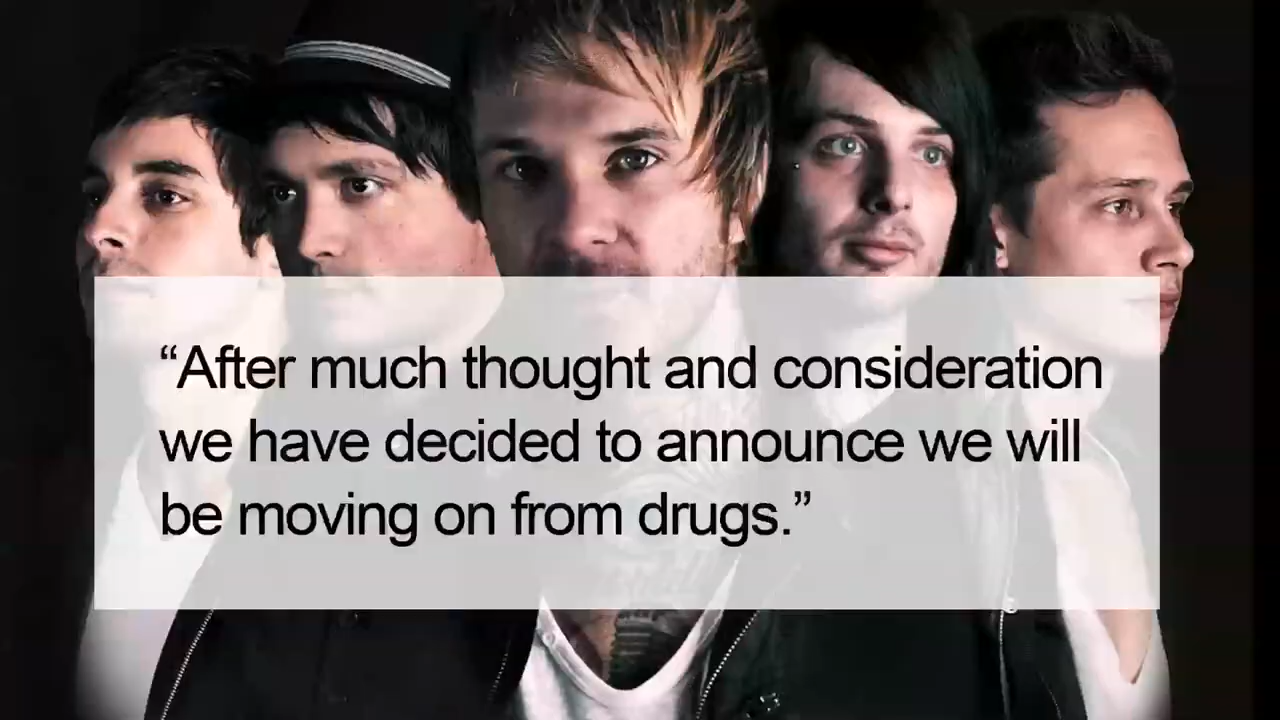 “After much thought and consideration
we have decided to announce we will
be moving on from drugs.”